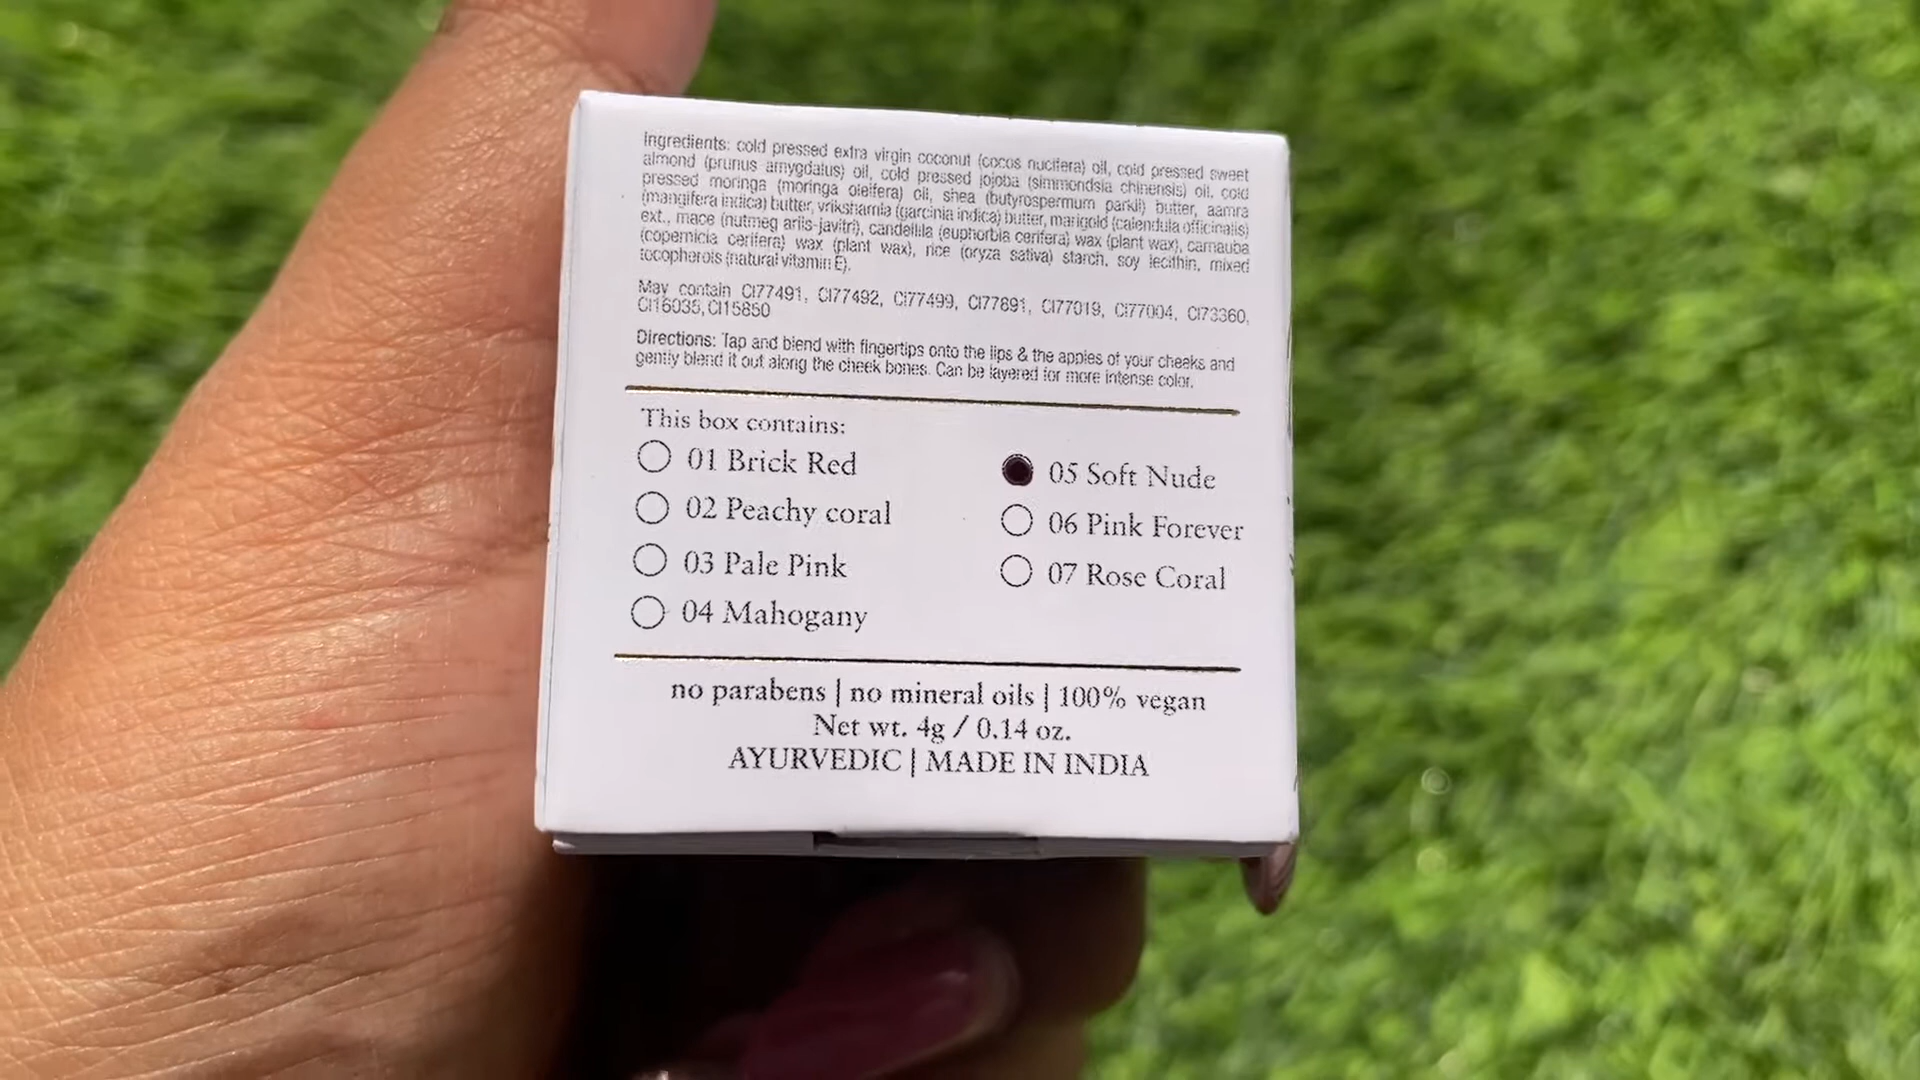 Ingredients: cold pressed extra virgin coconut (cocos nucifera) oil, cold pressed sweet
almond (prunus amygdalus) oil, cold pressed jojoba (simmondsia chinensis) oil, cold
pressed moringa (moringa oleifera) oil, shea (butyrospermum parkii) butter, aamra
(mangifera indica) butter, vrikshamla (garcinia indica) butter, marigold (calendula officinalis)
ext., mace (nutmeg arils-javitri), candelilla (euphorbia cerifera) wax (plant wax), carnauba
(copernicia cerifera) wax (plant wax), rice (oryza sativa) starch, soy lecithin, mixed
tocopherols (natural vitamin E).
May contain CI77491, CI77492, CI77499, CI77891, CI77019, CI77004, CI73360,
CI16035, CI15850
Directions: Tap and blend with fingertips onto the lips & the apples of your cheeks and
gently blend it out along the cheek bones. Can be layered for more intense color.
This box contains:
01 Brick Red
02 Peachy coral
03 Pale Pink
04 Mahogany
05 Soft Nude
06 Pink Forever
07 Rose Coral
no parabens | no mineral oils | 100% vegan
Net wt. 4g / 0.14 oz.
AYURVEDIC | MADE IN INDIA